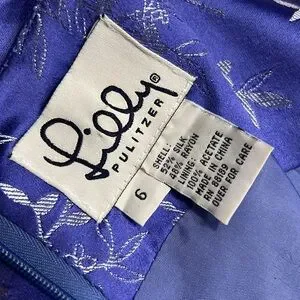 Lilly®
PULITZER
6
SHELL:
52% SILK
48% RAYON
LINING:
100% ACETATE
MADE IN CHINA
RN 88189
OVER FOR CARE